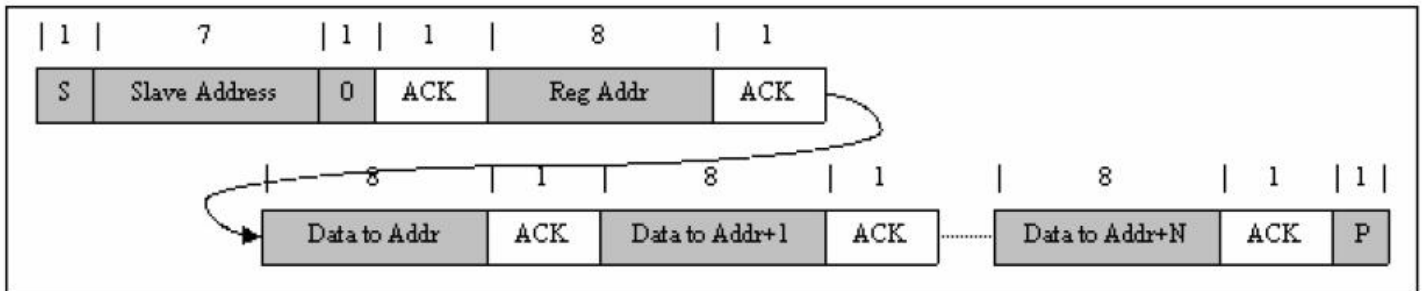 | 1 | 7 | 1 | 1 | 8 | 1
S Slave Address 0 ACK Reg Addr ACK
8 | 1 | 8 | 1 | 8 | 1 | 1 |
Data to Addr ACK Data to Addr+1 ACK Data to Addr+N ACK P